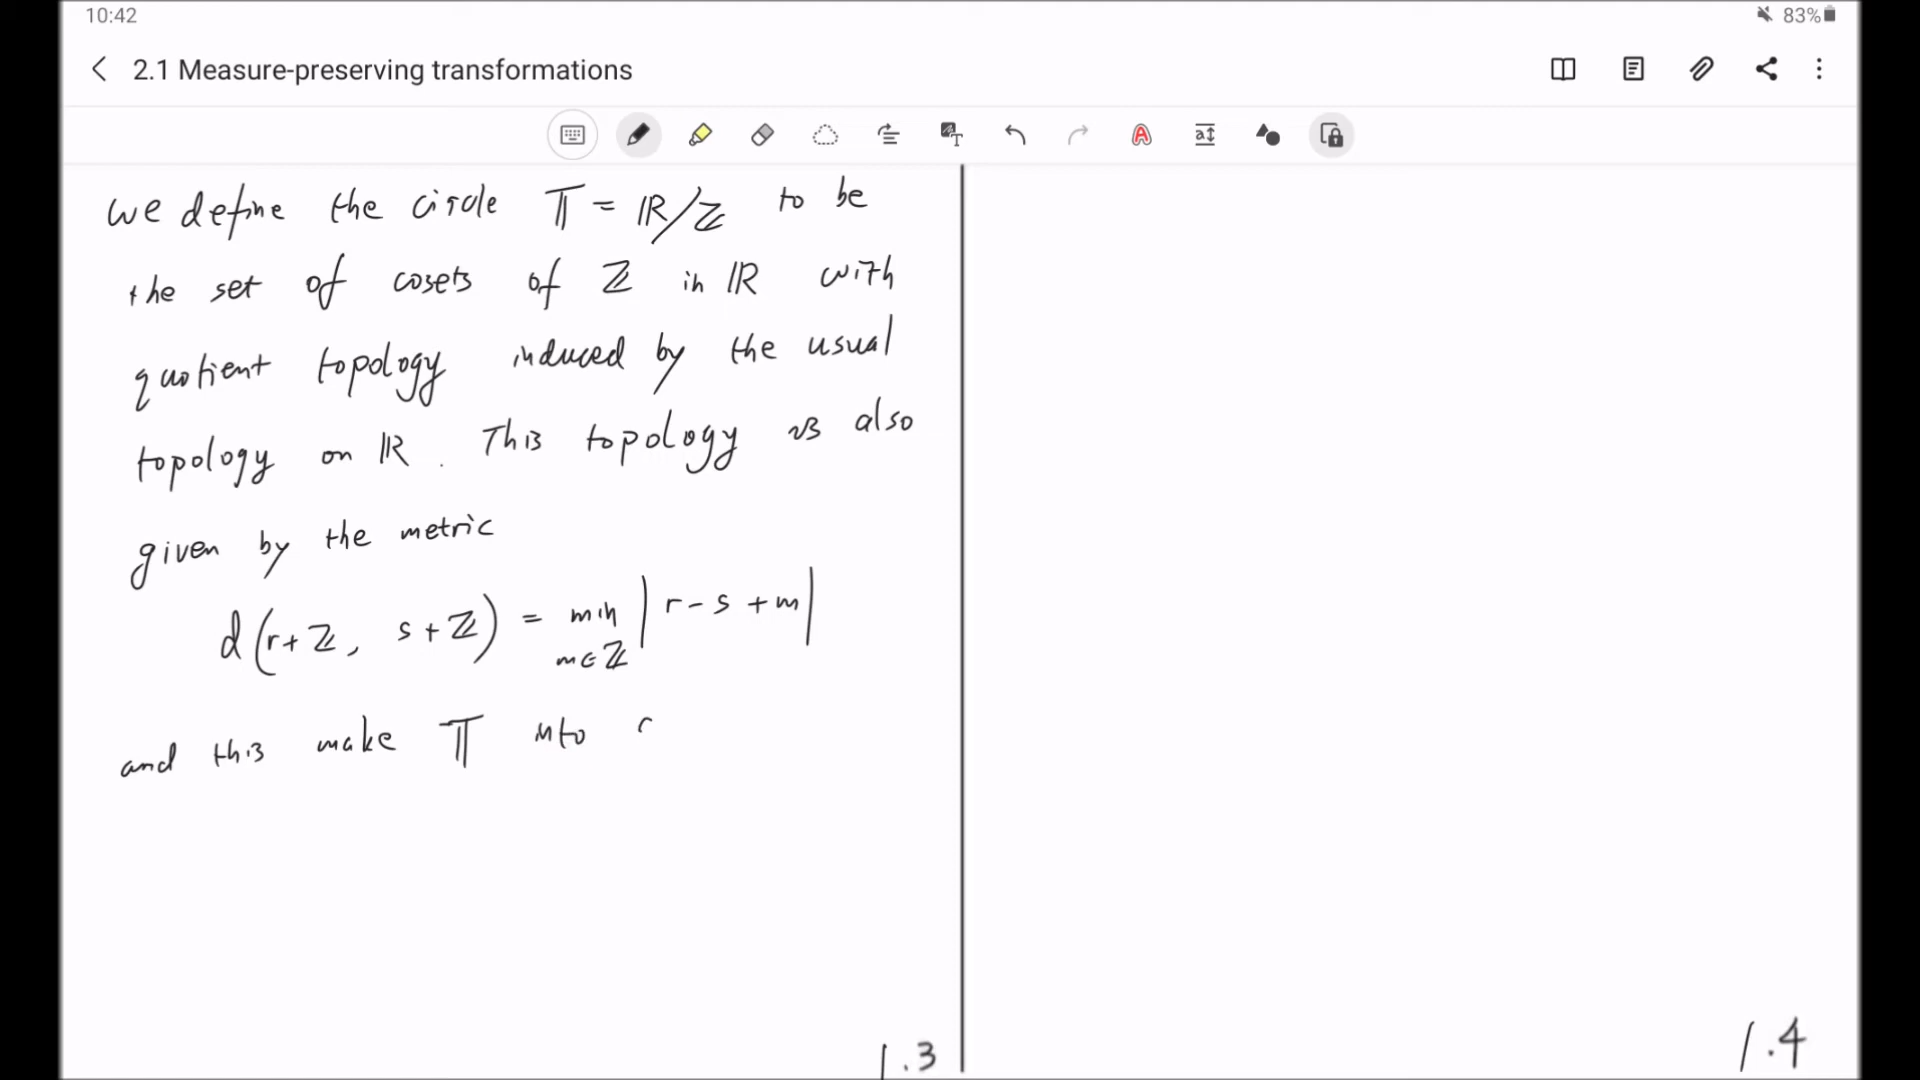 10:42
83%
2.1 Measure-preserving transformations
we define the circle 𝕋 = ℝ/ℤ to be
the set of cosets of ℤ in ℝ with
quotient topology induced by the usual
topology on ℝ. This topology is also
given by the metric
d(r+ℤ, s+ℤ) = min | r-s+m |
m∈ℤ
and this make 𝕋 into
1.3
1.4